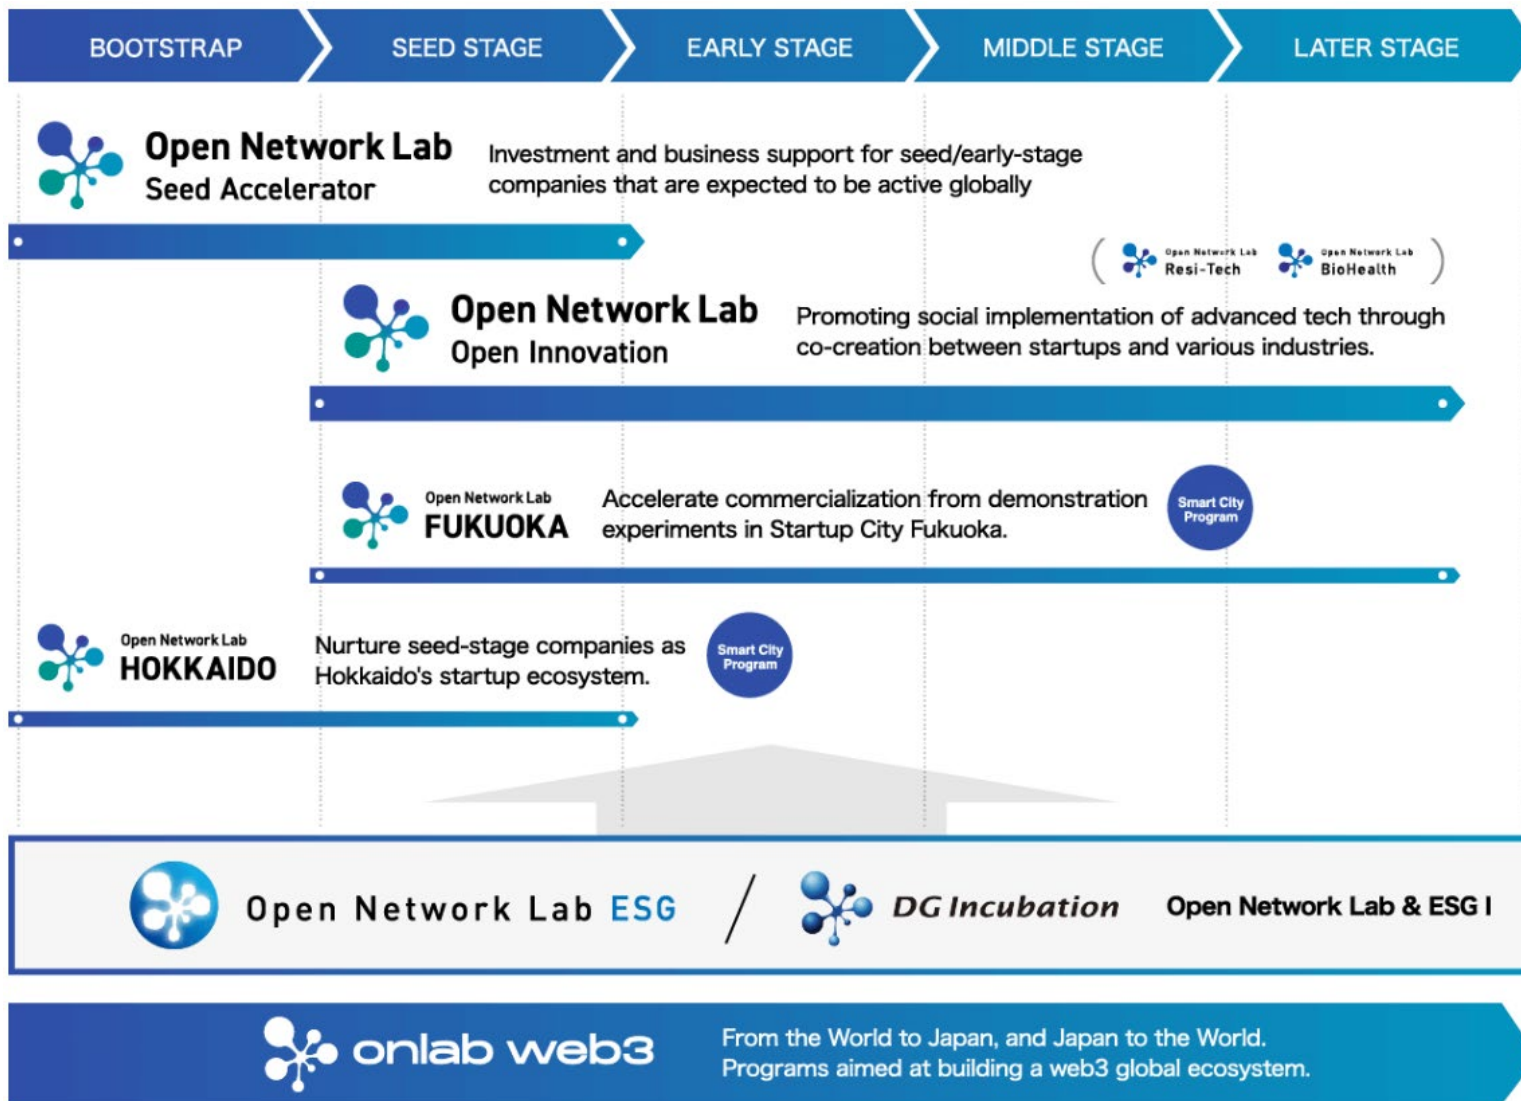 BOOTSTRAP
SEED STAGE
EARLY STAGE
MIDDLE STAGE
LATER STAGE
Open Network Lab
Seed Accelerator
Investment and business support for seed/early-stage
companies that are expected to be active globally
Open Network Lab
Resi-Tech
Open Network Lab
BioHealth
Open Network Lab
Open Innovation
Promoting social implementation of advanced tech through
co-creation between startups and various industries.
Open Network Lab
FUKUOKA
Accelerate commercialization from demonstration
experiments in Startup City Fukuoka.
Smart City
Program
Open Network Lab
HOKKAIDO
Nurture seed-stage companies as
Hokkaido's startup ecosystem.
Smart City
Program
Open Network Lab ESG
/
DG Incubation
Open Network Lab & ESG I
onlab web3
From the World to Japan, and Japan to the World.
Programs aimed at building a web3 global ecosystem.